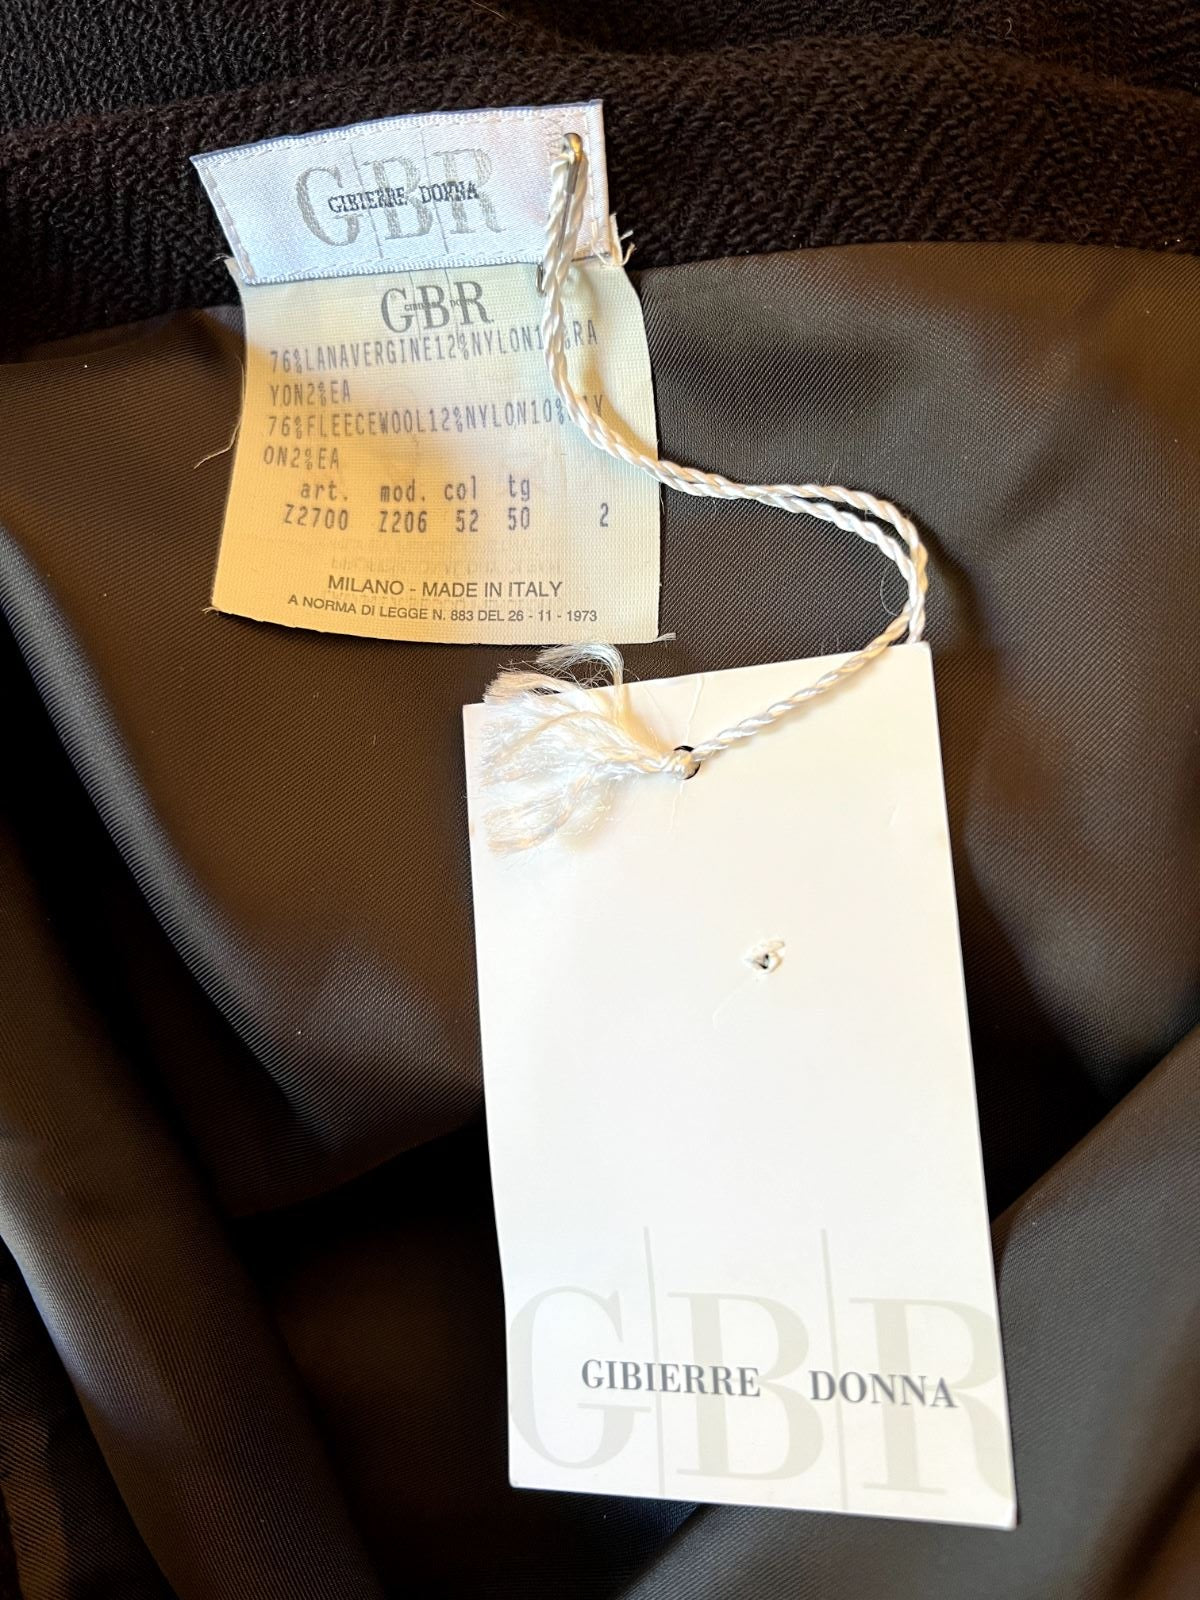 GBR
GIBIERRE DONNA
GBR
76%LANAVERGINE12%NYLON1 %RA
YON2%EA
76%FLEECEWOOL12%NYLON10% AY
ON2%EA
art. mod. col tg
Z2700 Z206 52 50 2
MILANO - MADE IN ITALY
A NORMA DI LEGGE N. 883 DEL 26 - 11 - 1973
GBR
GIBIERRE DONNA